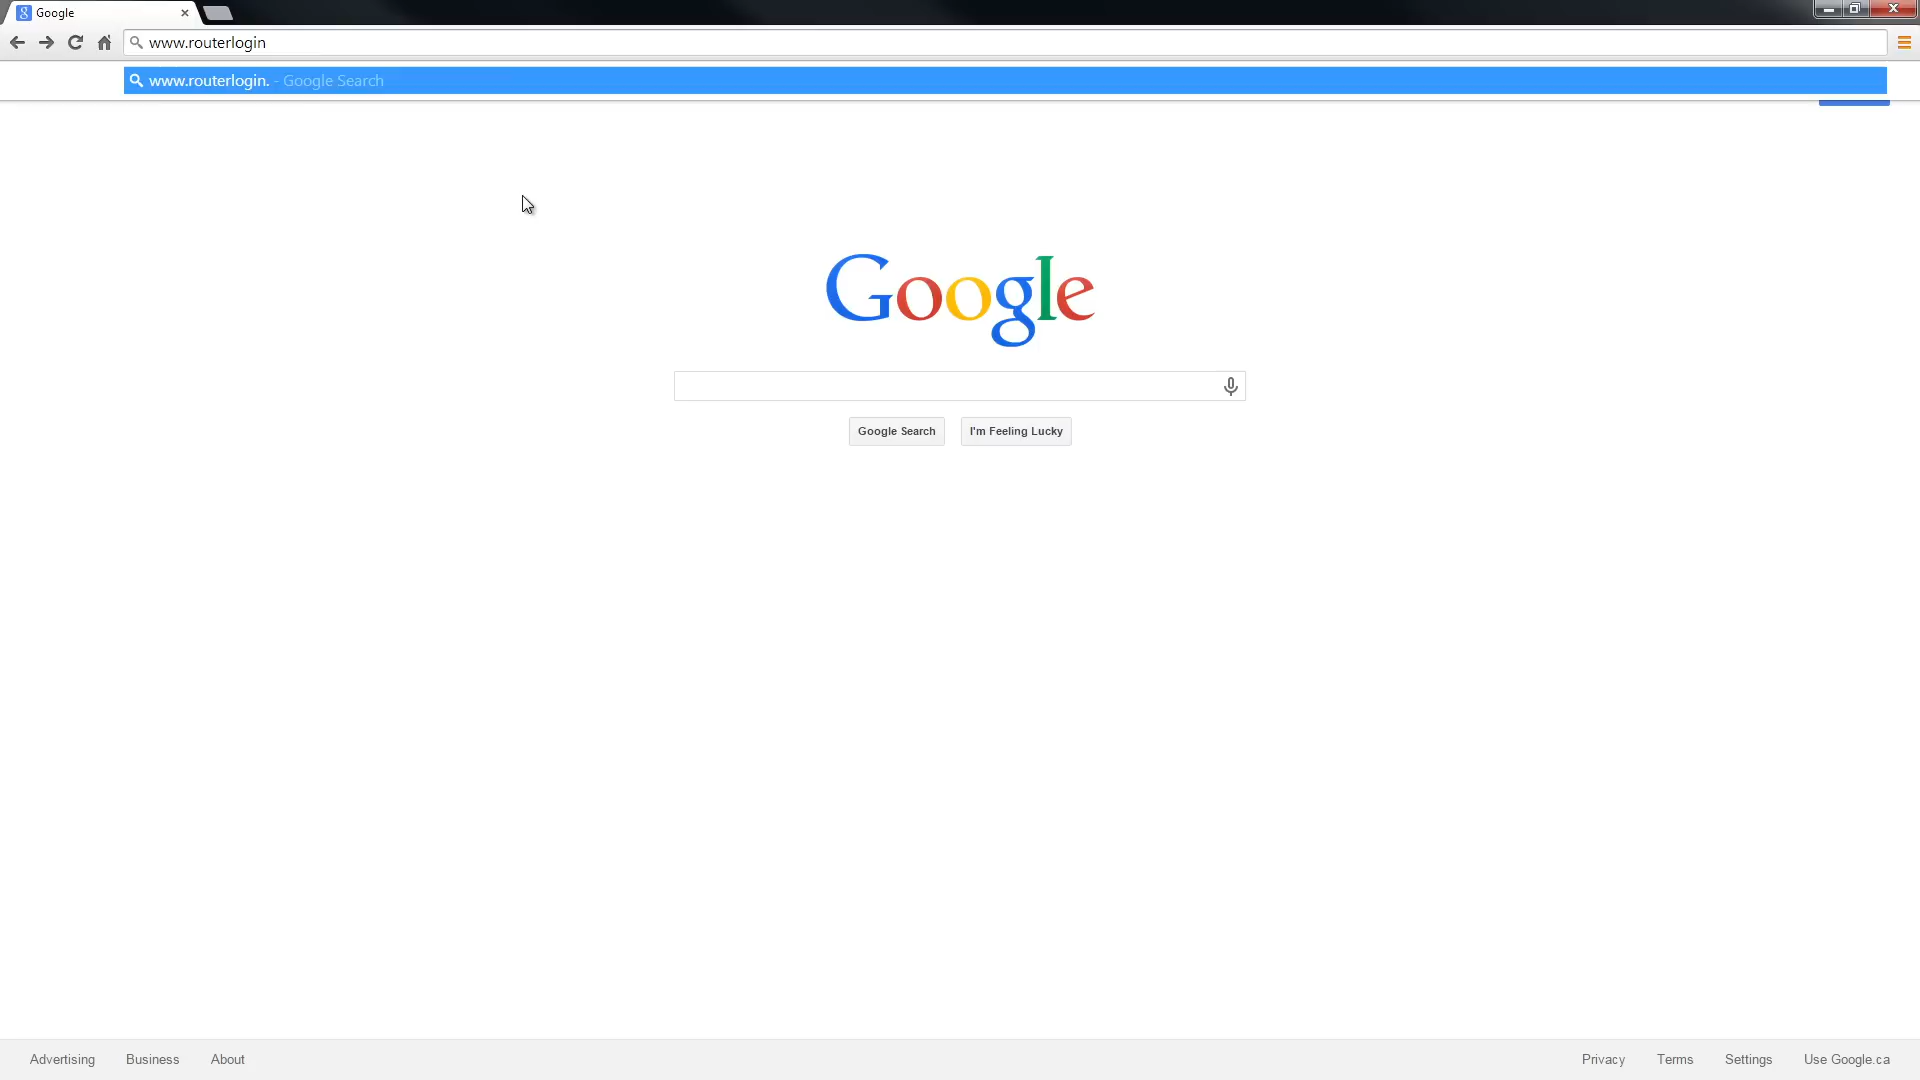 Google
www.routerlogin
www.routerlogin. - Google Search
Google
Google Search
I'm Feeling Lucky
Advertising
Business
About
Privacy
Terms
Settings
Use Google.ca